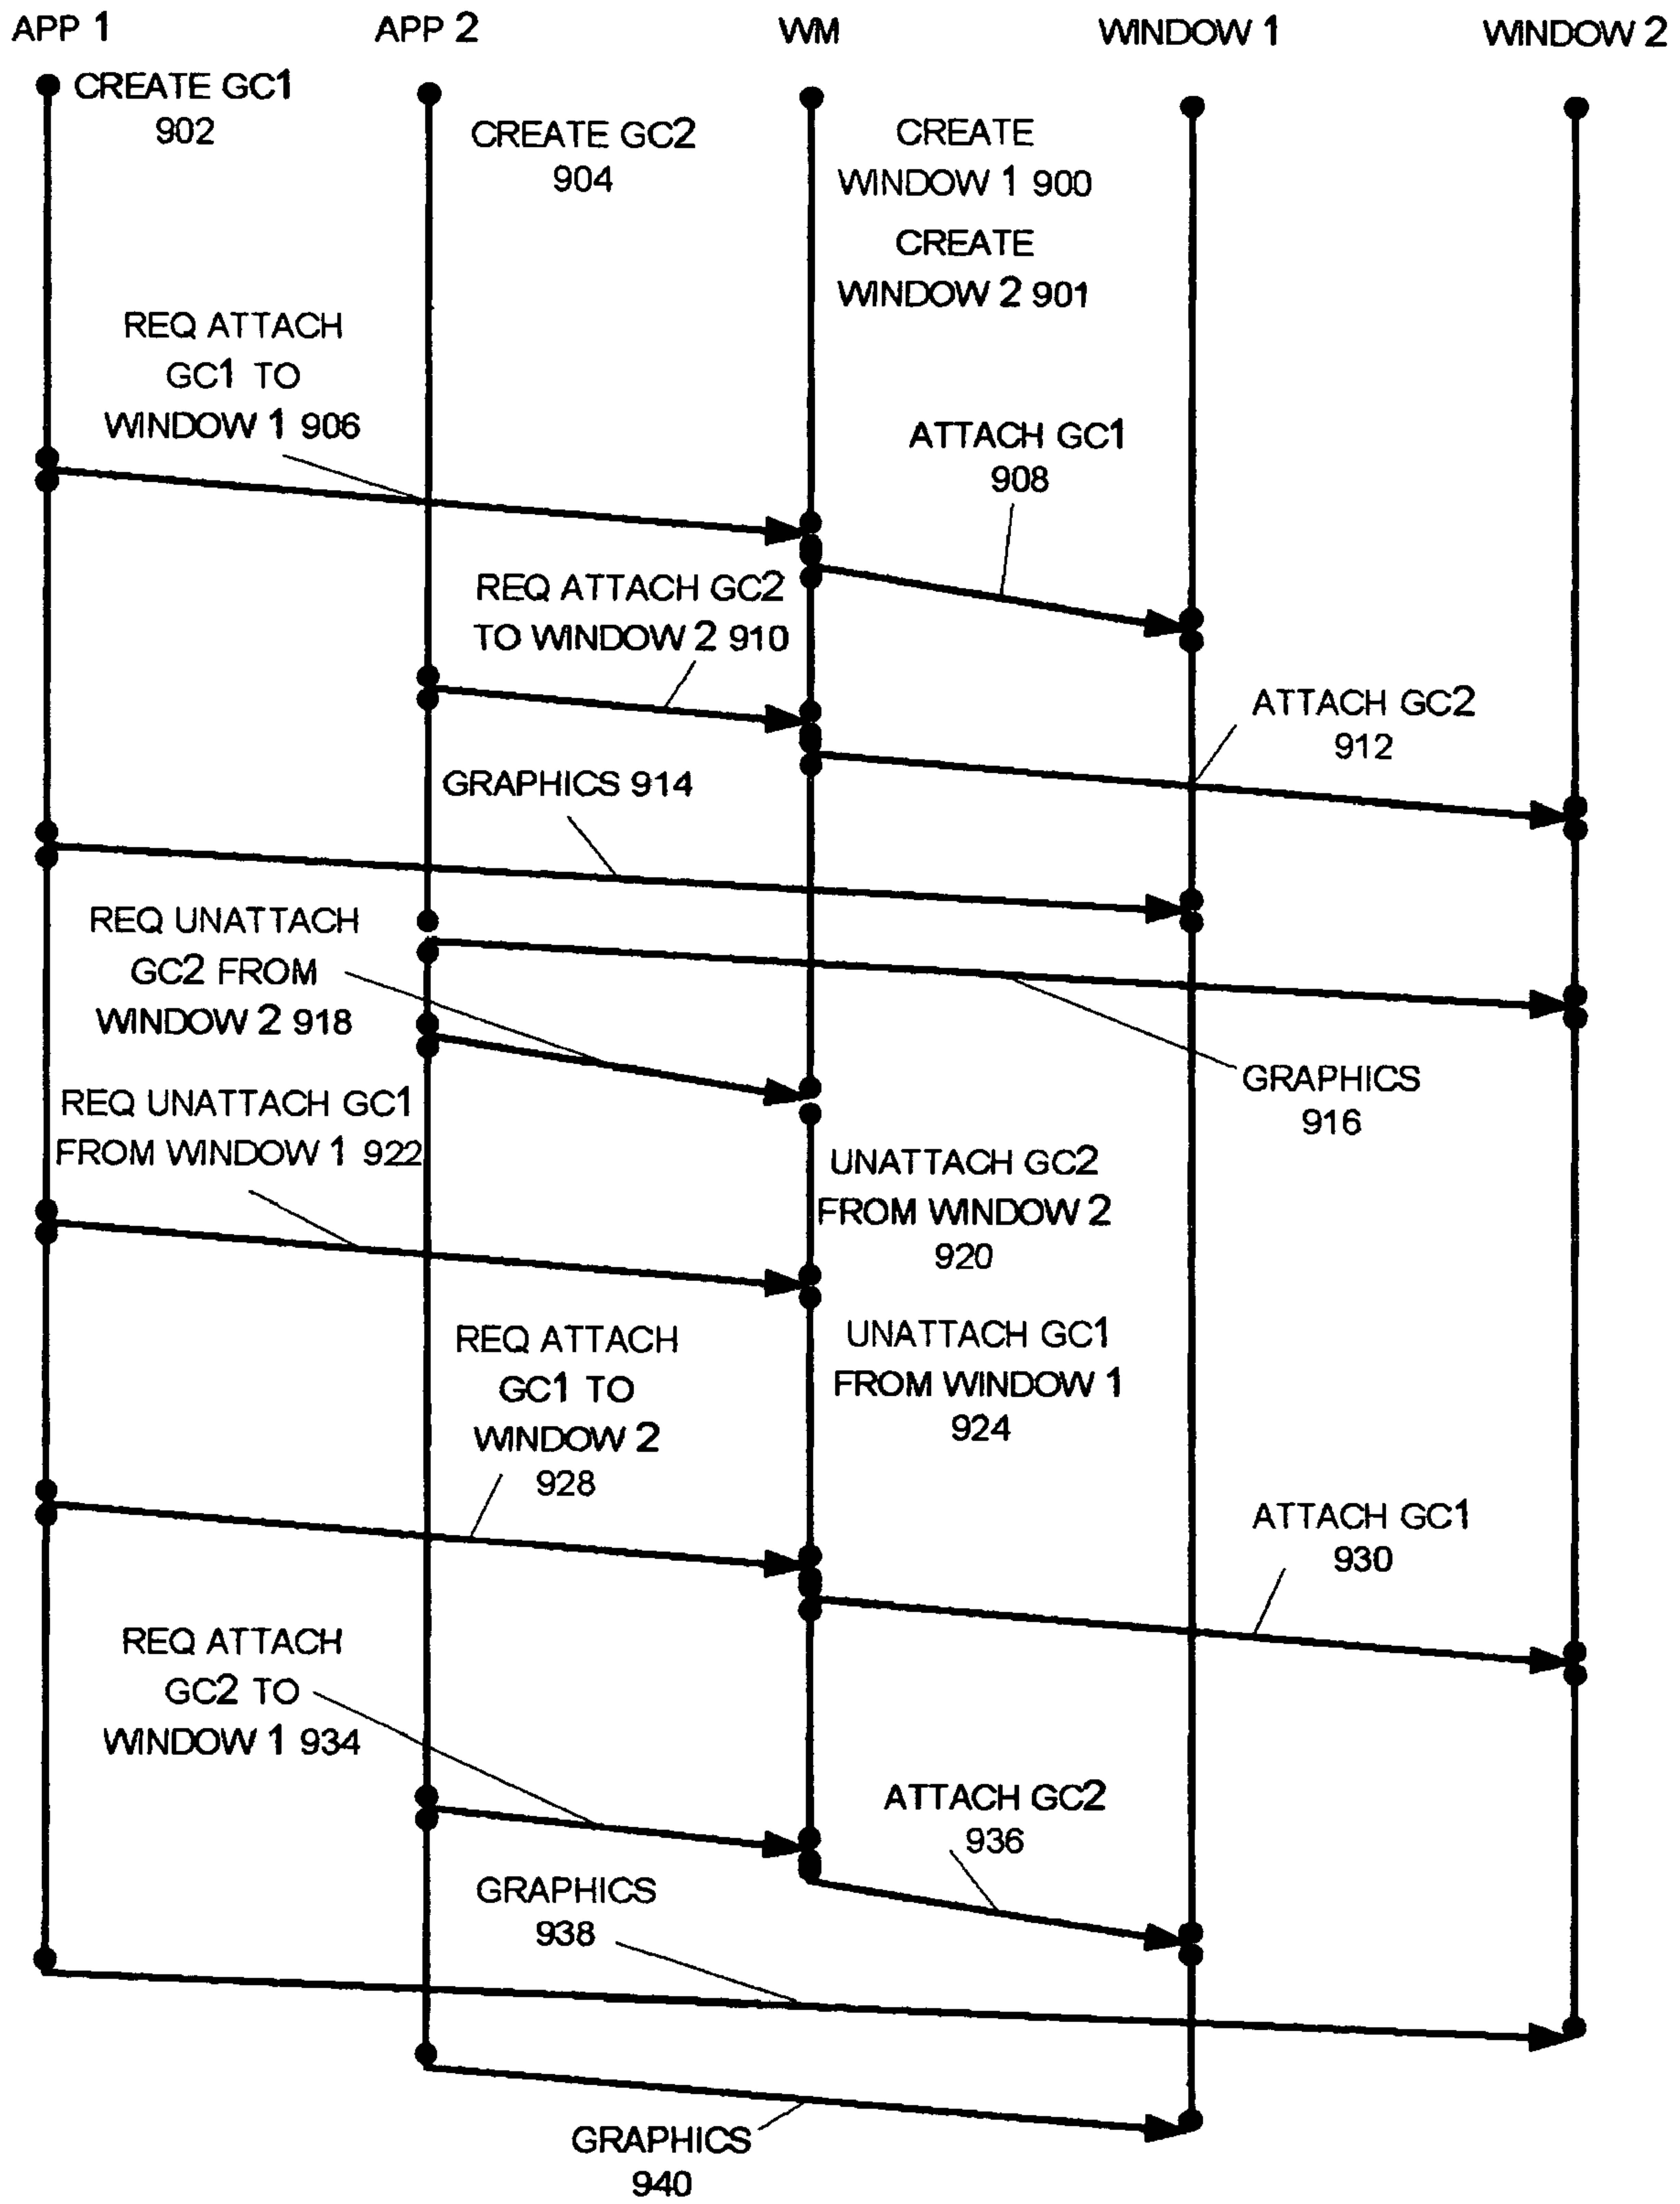 APP 1
APP 2
WM
WINDOW 1
WINDOW 2
CREATE GC1
902
CREATE GC2
904
CREATE
WINDOW 1 900
CREATE
WINDOW 2 901
REQ ATTACH
GC1 TO
WINDOW 1 906
ATTACH GC1
908
REQ ATTACH GC2
TO WINDOW 2 910
ATTACH GC2
912
GRAPHICS 914
REQ UNATTACH
GC2 FROM
WINDOW 2 918
GRAPHICS
916
REQ UNATTACH GC1
FROM WINDOW 1 922
UNATTACH GC2
FROM WINDOW 2
920
REQ ATTACH
GC1 TO
WINDOW 2
928
UNATTACH GC1
FROM WINDOW 1
924
ATTACH GC1
930
REQ ATTACH
GC2 TO
WINDOW 1 934
ATTACH GC2
936
GRAPHICS
938
GRAPHICS
940